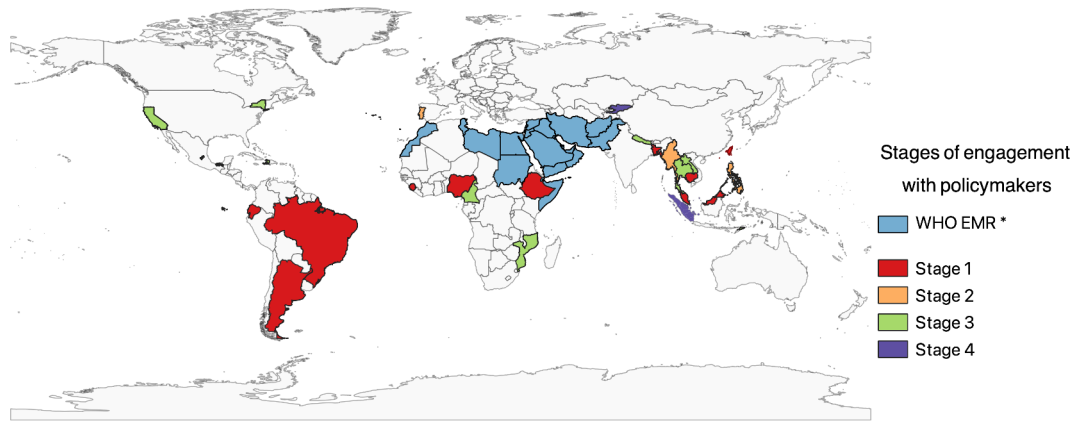 Stages of engagement
with policymakers
WHO EMR *
Stage 1
Stage 2
Stage 3
Stage 4